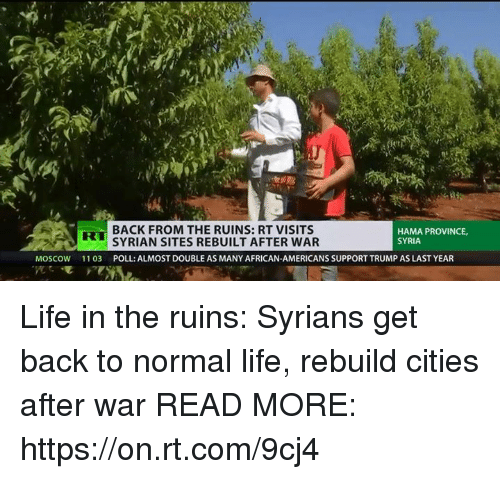 RT
BACK FROM THE RUINS: RT VISITS
SYRIAN SITES REBUILT AFTER WAR
HAMA PROVINCE,
SYRIA
MOSCOW 11 03 POLL: ALMOST DOUBLE AS MANY AFRICAN-AMERICANS SUPPORT TRUMP AS LAST YEAR
Life in the ruins: Syrians get
back to normal life, rebuild cities
after war READ MORE:
https://on.rt.com/9cj4